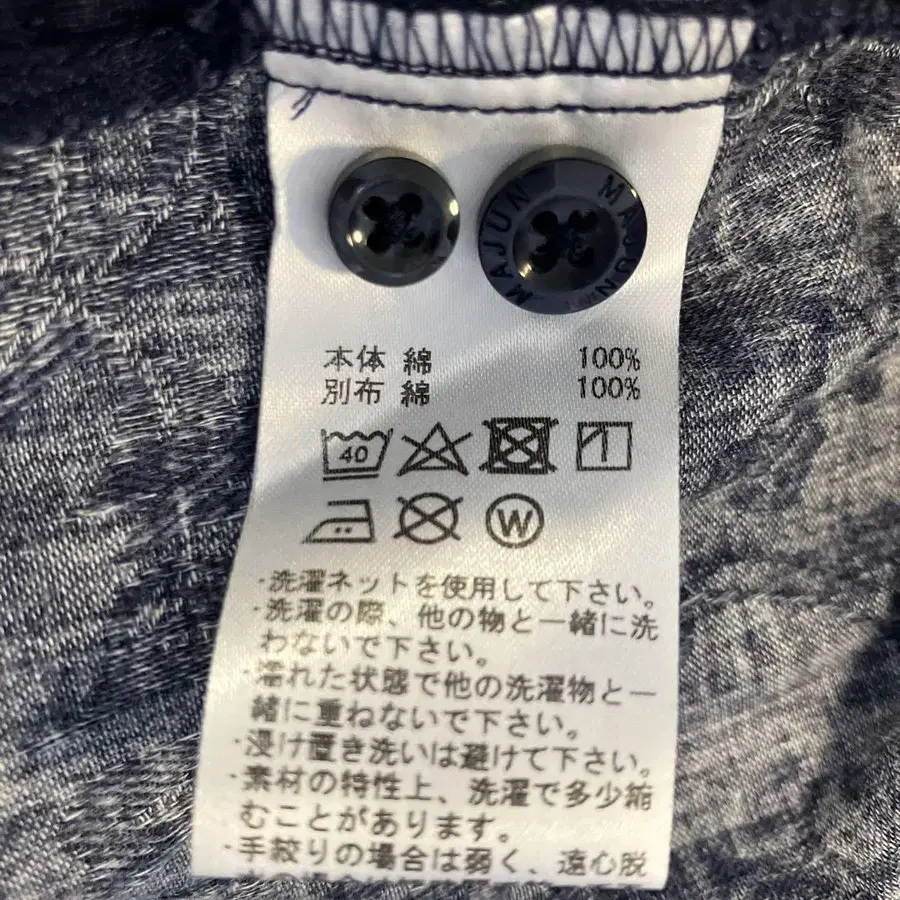 MAJUN
MAJUN
本体 綿 100%
別布 綿 100%
40
W
・洗濯ネットを使用して下さい。
・洗濯の際、他の物と一緒に洗
わないで下さい。
・濡れた状態で他の洗濯物と一
緒に重ねないで下さい。
・浸け置き洗いは避けて下さい。
・素材の特性上、洗濯で多少縮
むことがあります。
・手絞りの場合は弱く、遠心脱